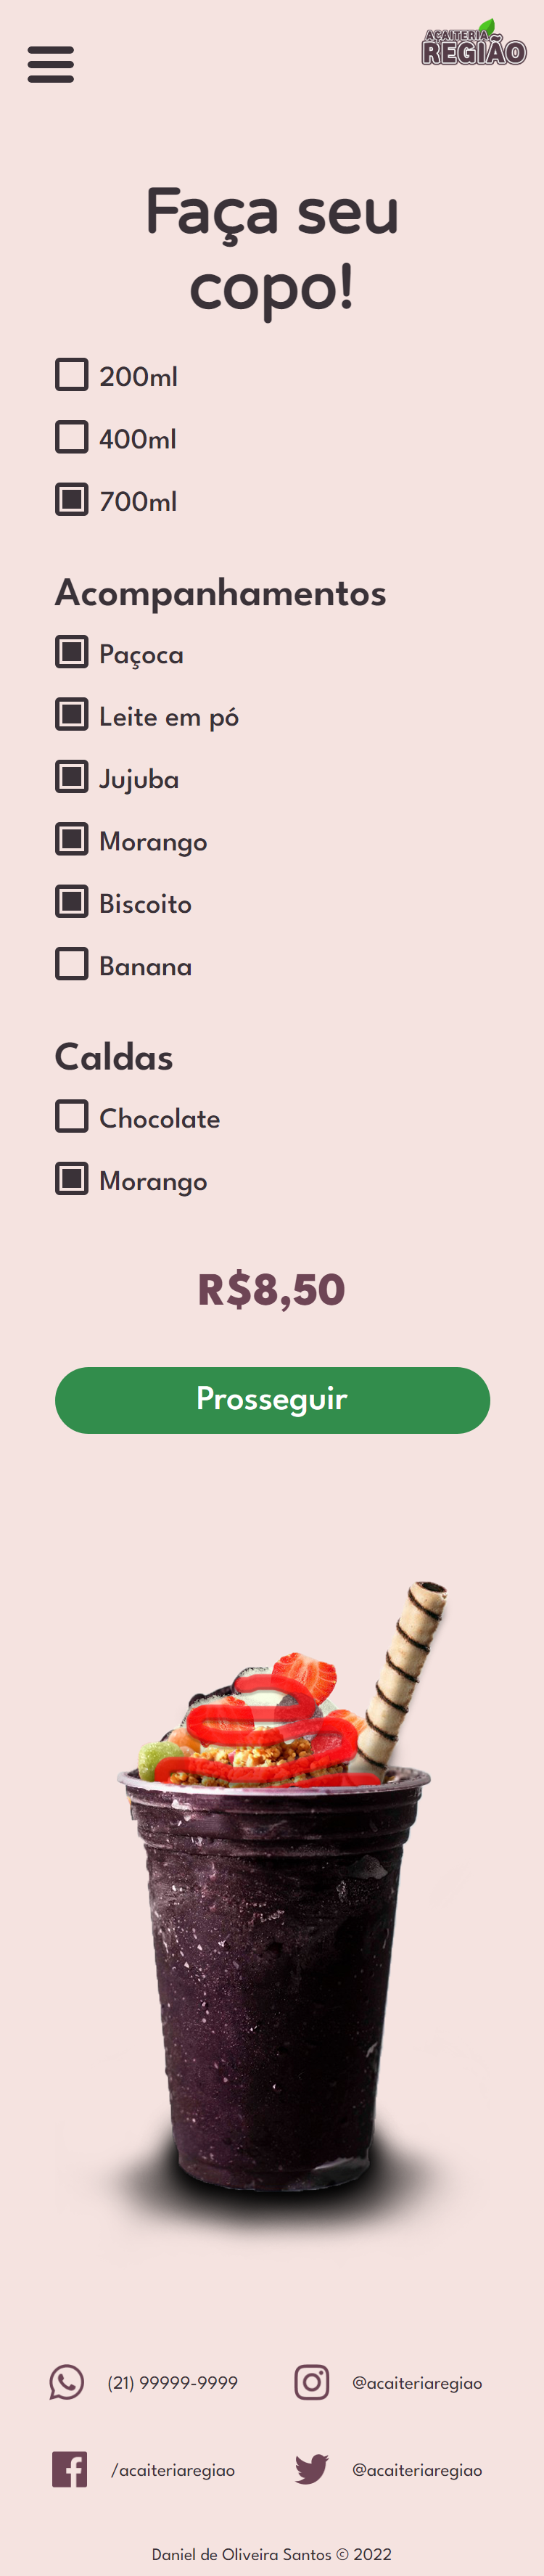 AÇAITERIA
REGIÃO
Faça seu
copo!
200ml
400ml
700ml
Acompanhamentos
Paçoca
Leite em pó
Jujuba
Morango
Biscoito
Banana
Caldas
Chocolate
Morango
R$8,50
Prosseguir
(21) 99999-9999
@acaiteriaregiao
/acaiteriaregiao
@acaiteriaregiao
Daniel de Oliveira Santos © 2022